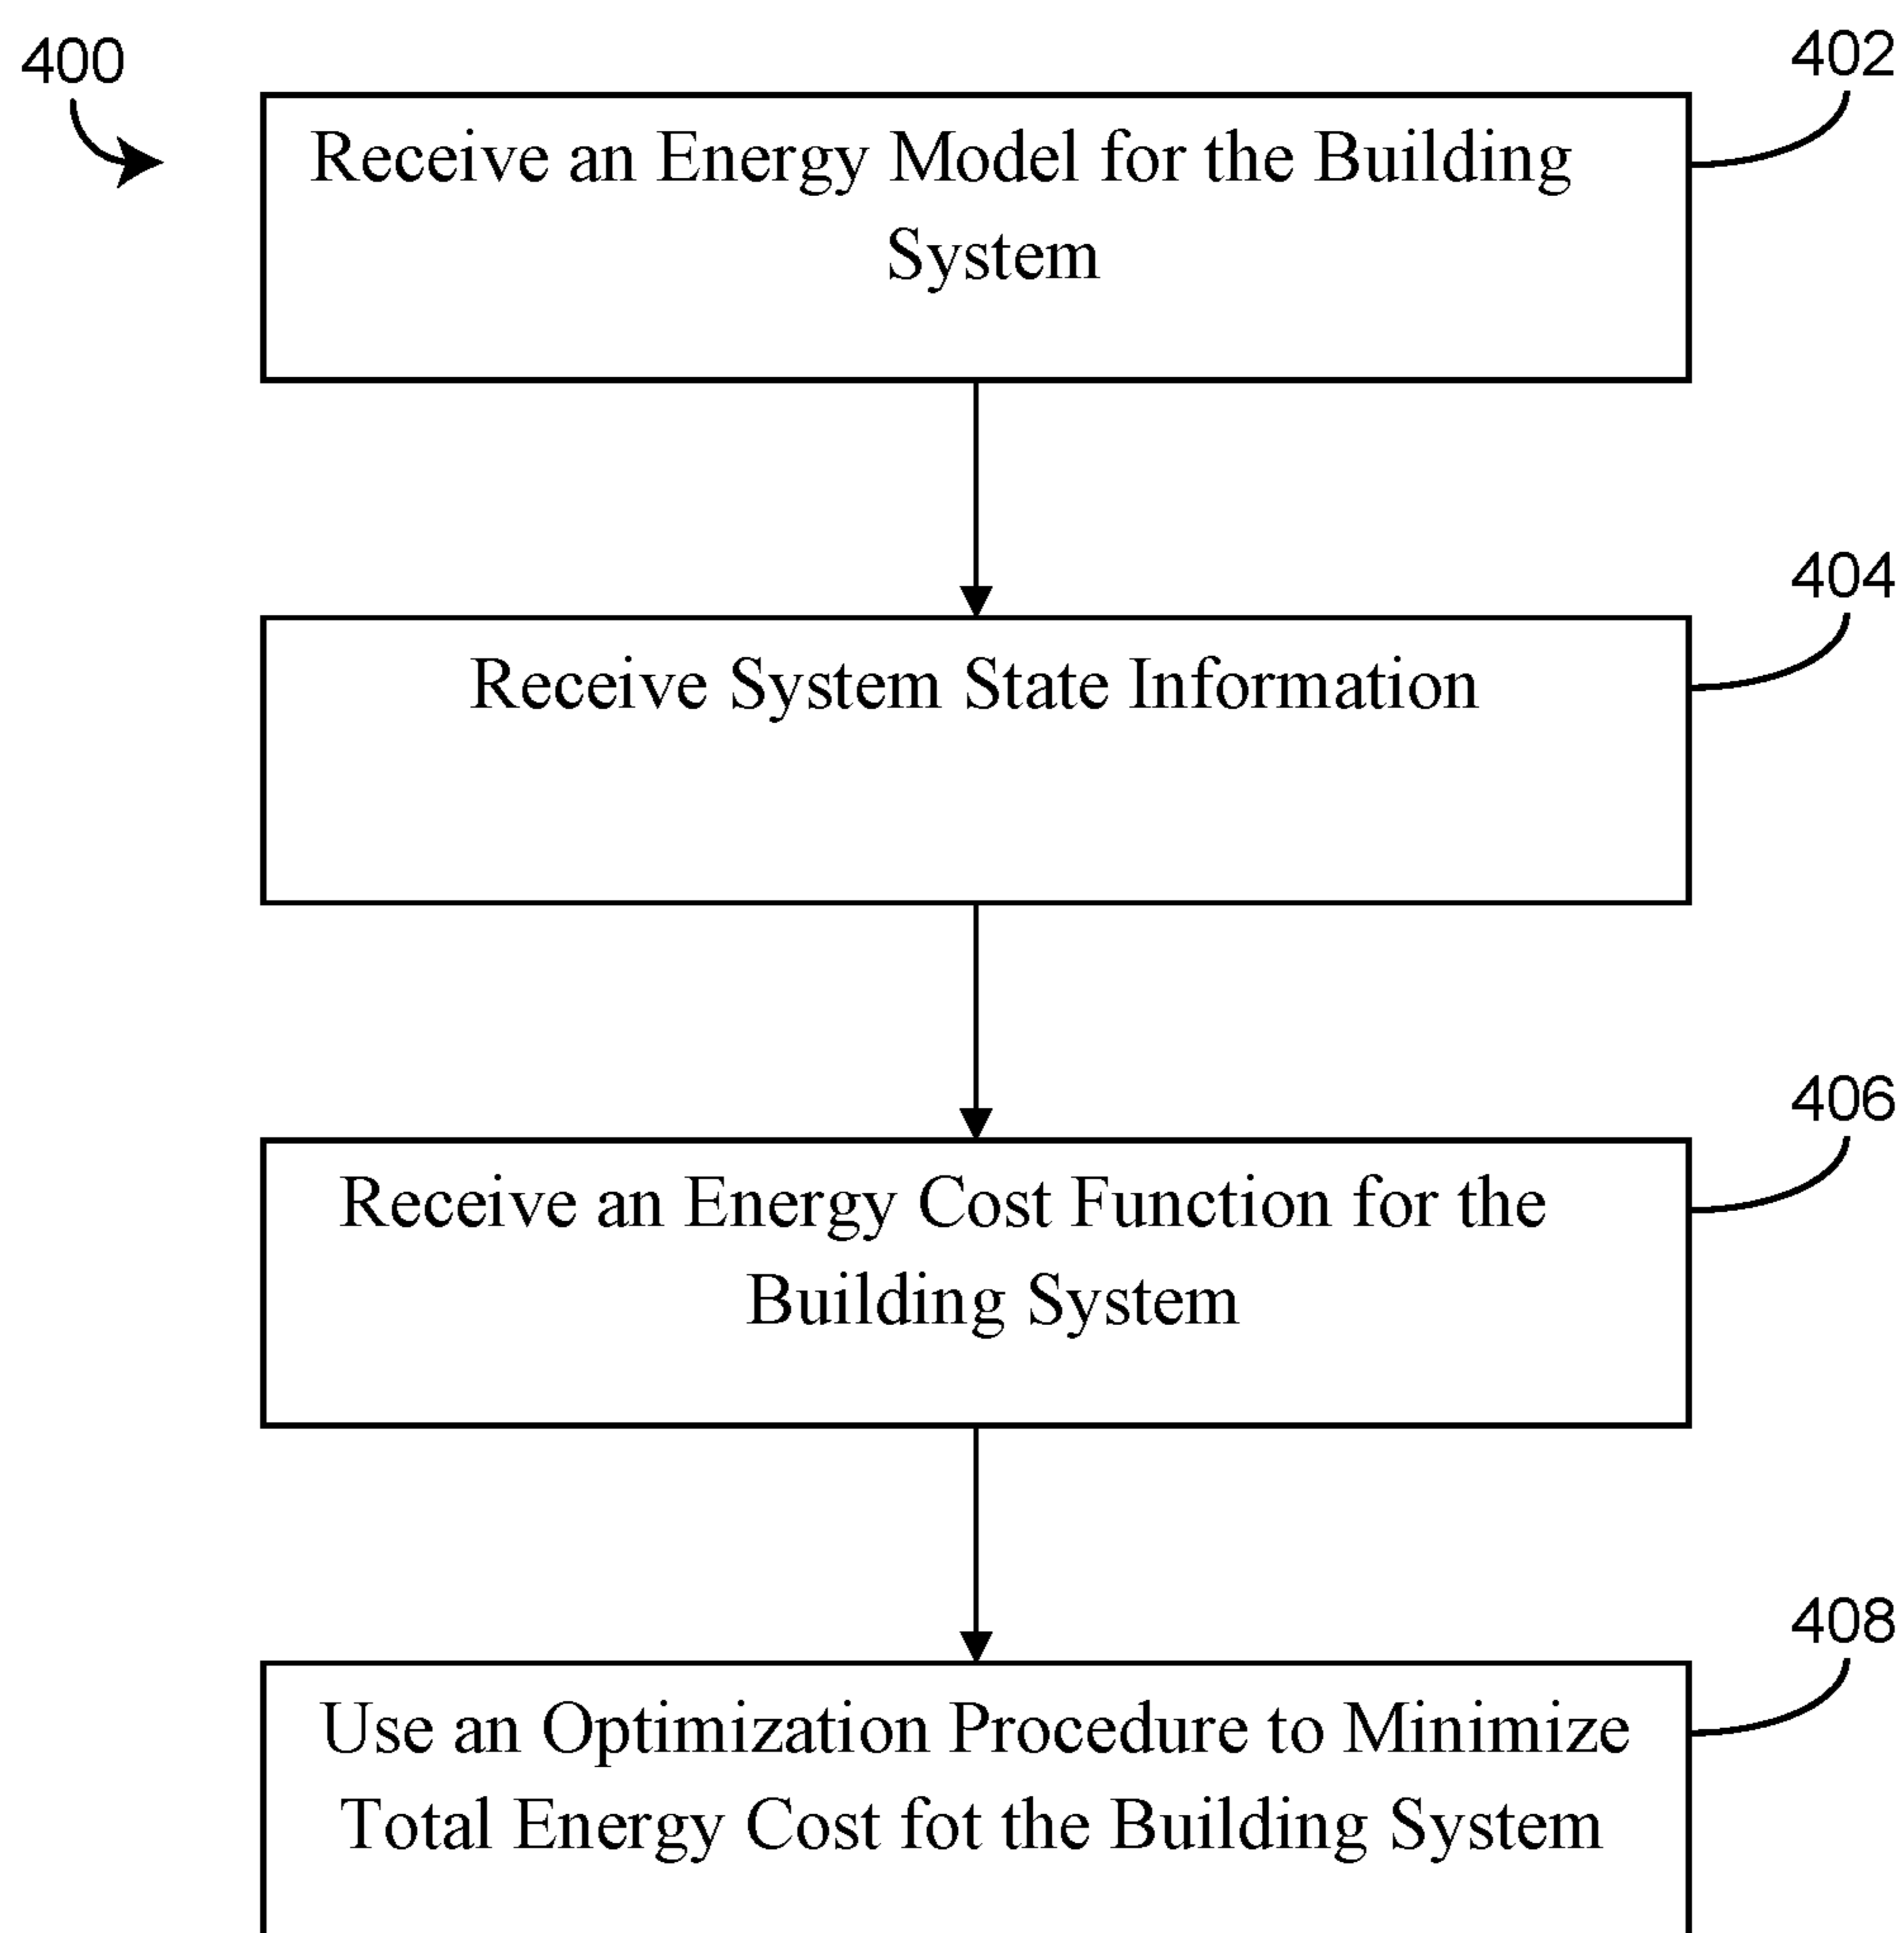 400
402
Receive an Energy Model for the Building
System
404
Receive System State Information
406
Receive an Energy Cost Function for the
Building System
408
Use an Optimization Procedure to Minimize
Total Energy Cost fot the Building System